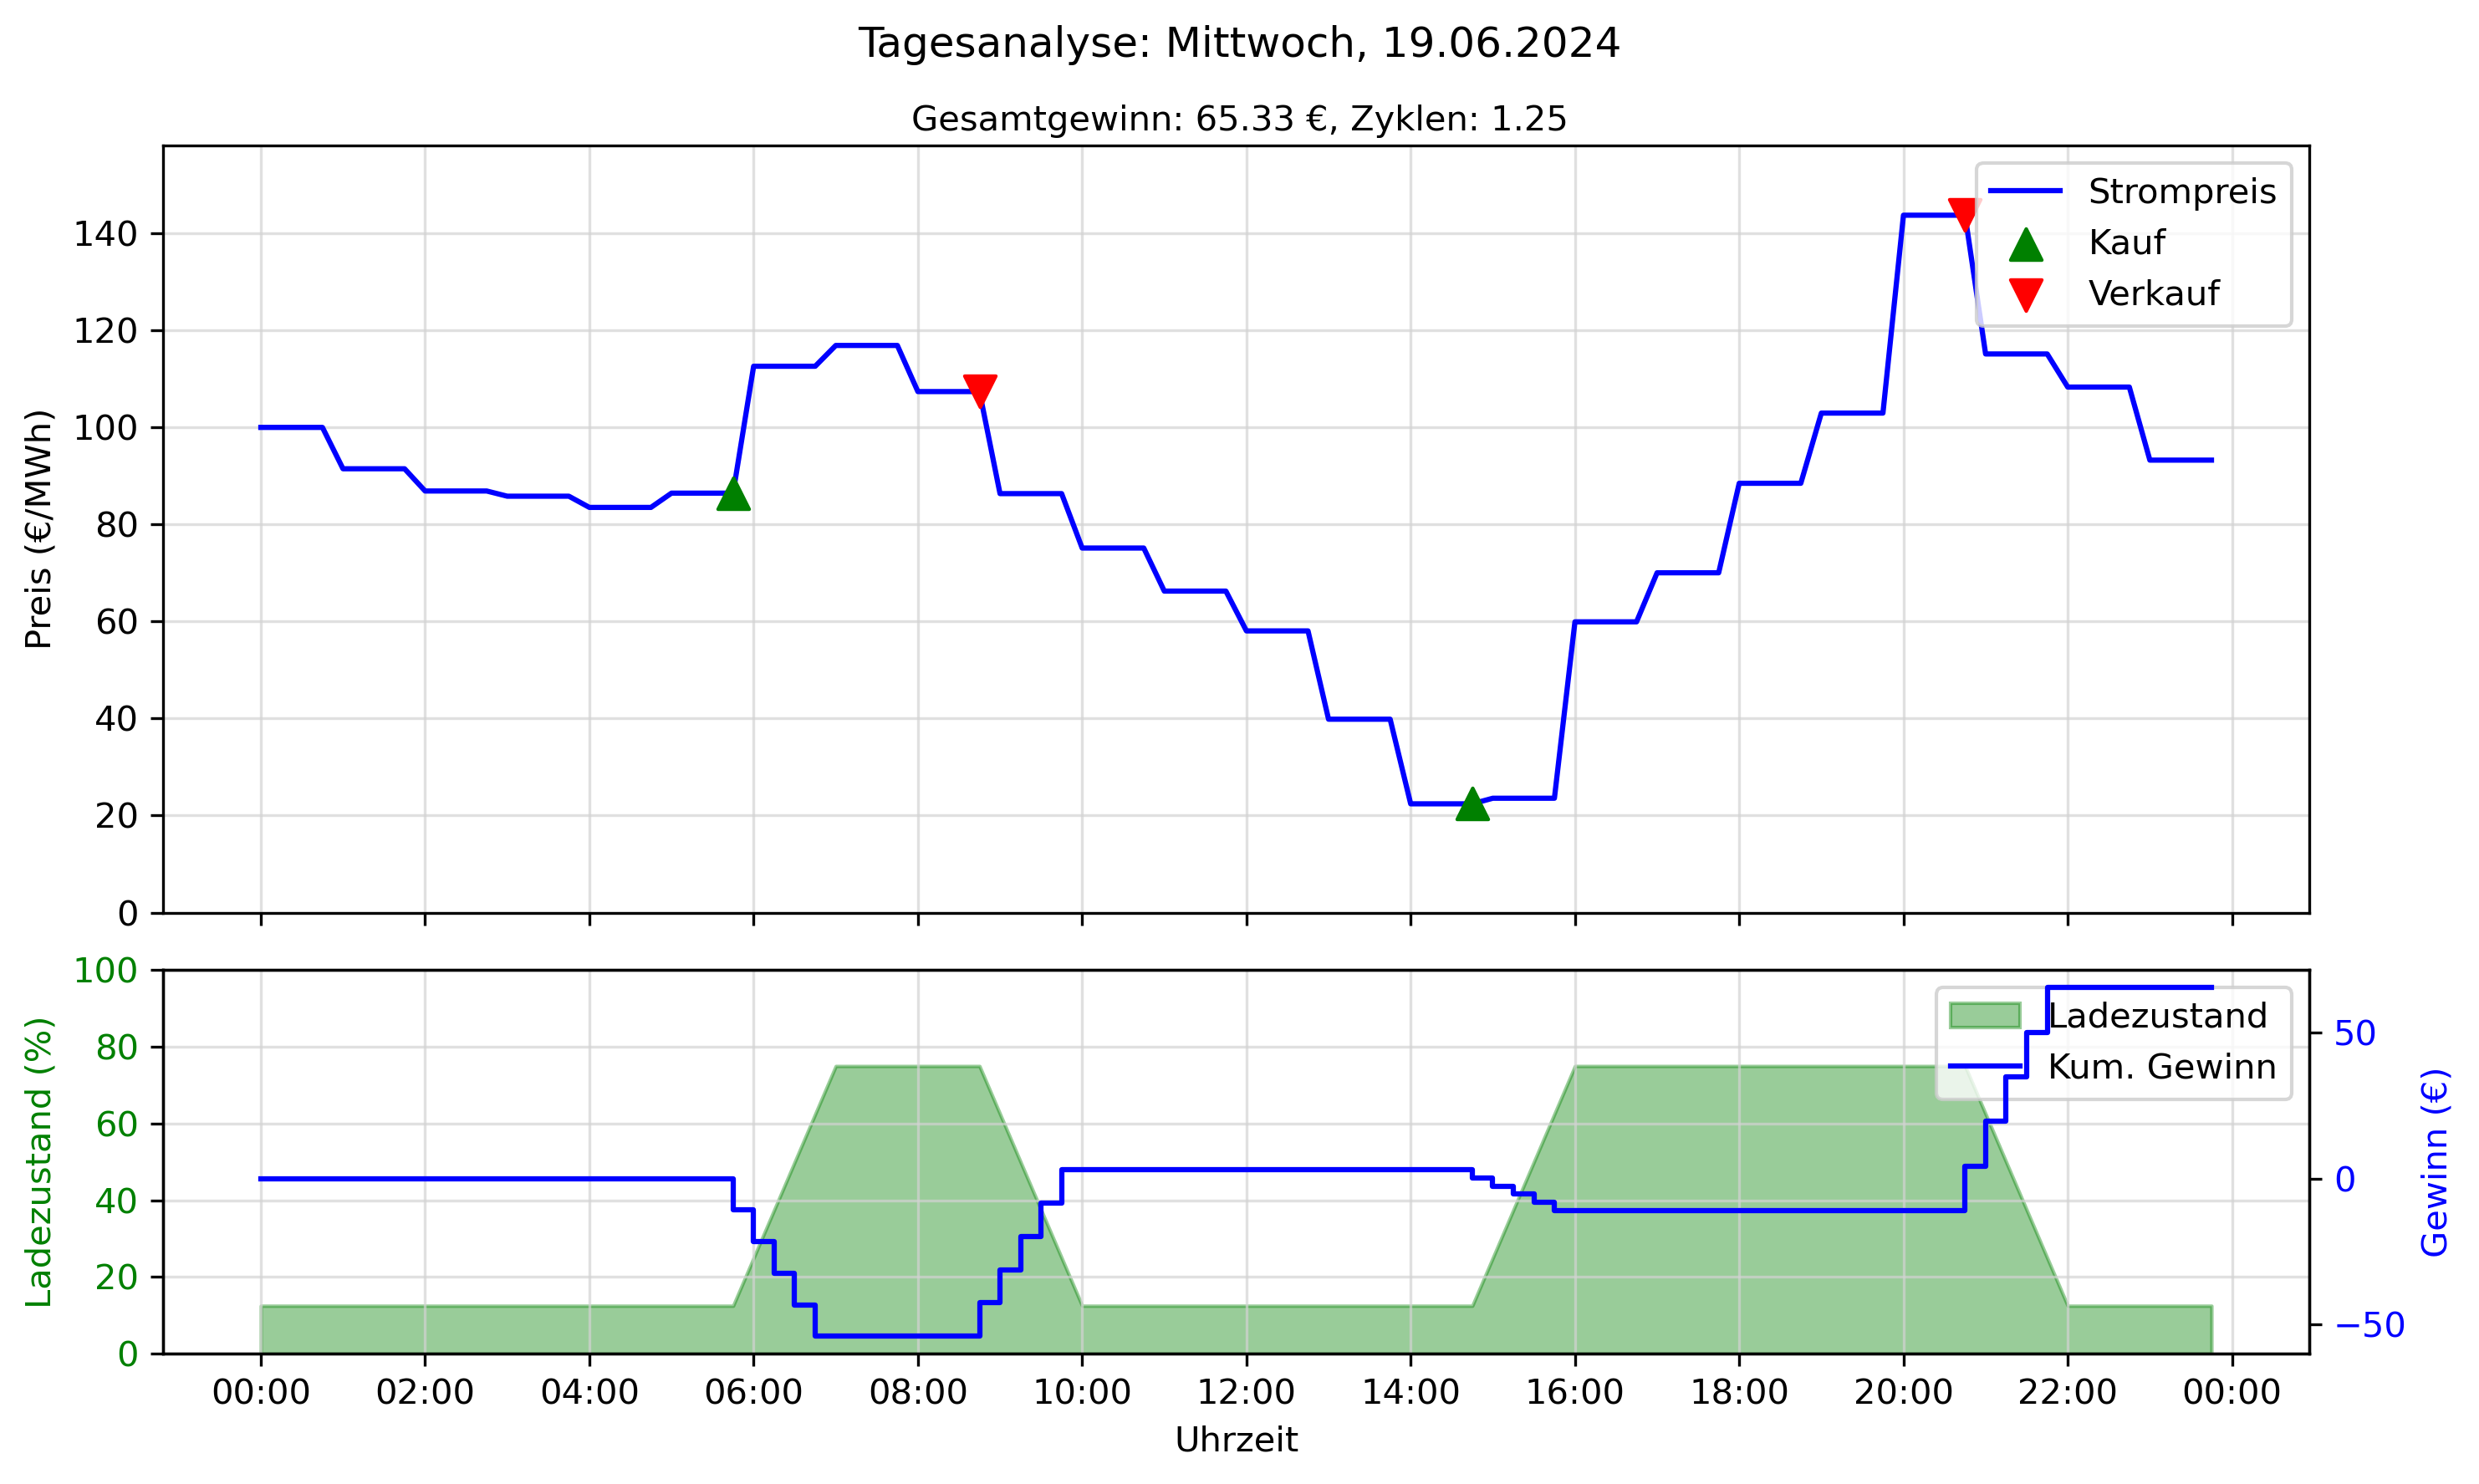 Tagesanalyse: Mittwoch, 19.06.2024
Gesamtgewinn: 65.33 €, Zyklen: 1.25
Preis (€/MWh)
140
120
100
80
60
40
20
0
Strompreis
Kauf
Verkauf
Ladezustand (%)
100
80
60
40
20
0
Ladezustand
Kum. Gewinn
50
0
−50
Gewinn (€)
00:00 02:00 04:00 06:00 08:00 10:00 12:00 14:00 16:00 18:00 20:00 22:00 00:00
Uhrzeit